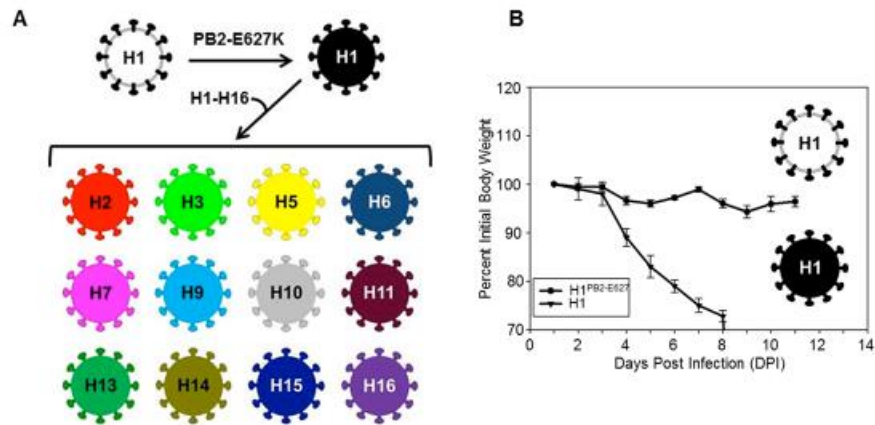 A
H1
PB2-E627K
H1
H1-H16
H2
H3
H5
H6
H7
H9
H10
H11
H13
H14
H15
H16
B
120
110
100
90
80
70
Percent Initial Body Weight
H1
H1
H1PB2-E627
H1
0 2 4 6 8 10 12 14
Days Post Infection (DPI)